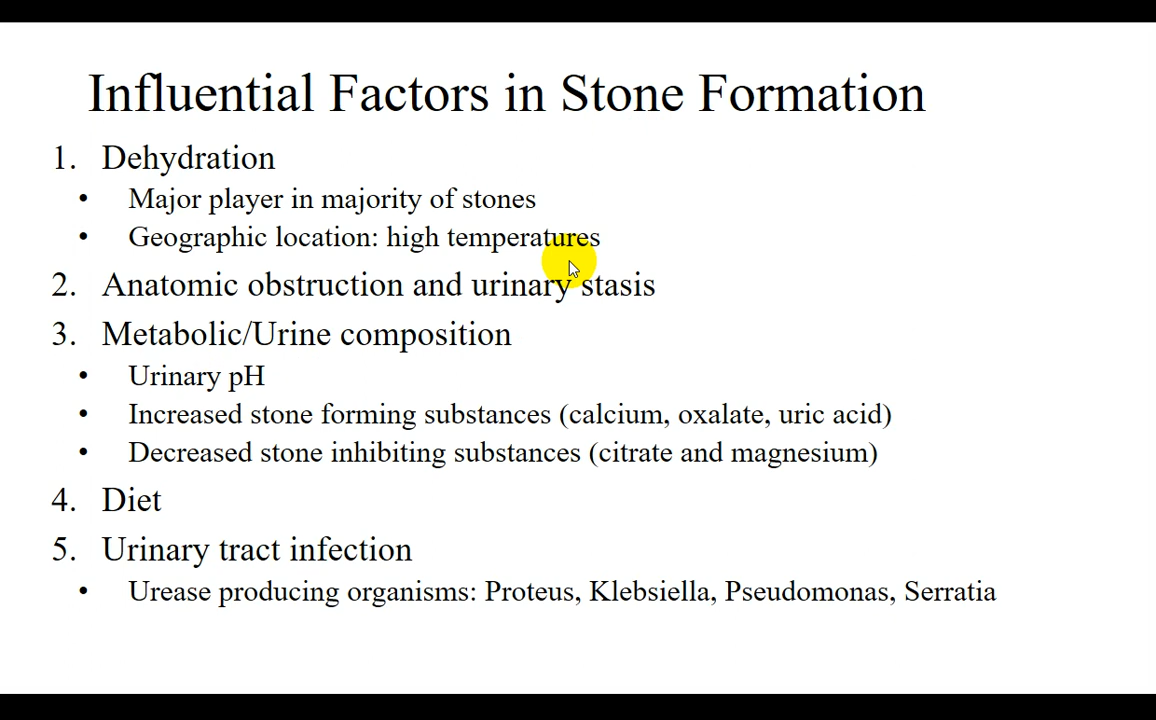 Influential Factors in Stone Formation
1. Dehydration
• Major player in majority of stones
• Geographic location: high temperatures
2. Anatomic obstruction and urinary stasis
3. Metabolic/Urine composition
• Urinary pH
• Increased stone forming substances (calcium, oxalate, uric acid)
• Decreased stone inhibiting substances (citrate and magnesium)
4. Diet
5. Urinary tract infection
• Urease producing organisms: Proteus, Klebsiella, Pseudomonas, Serratia